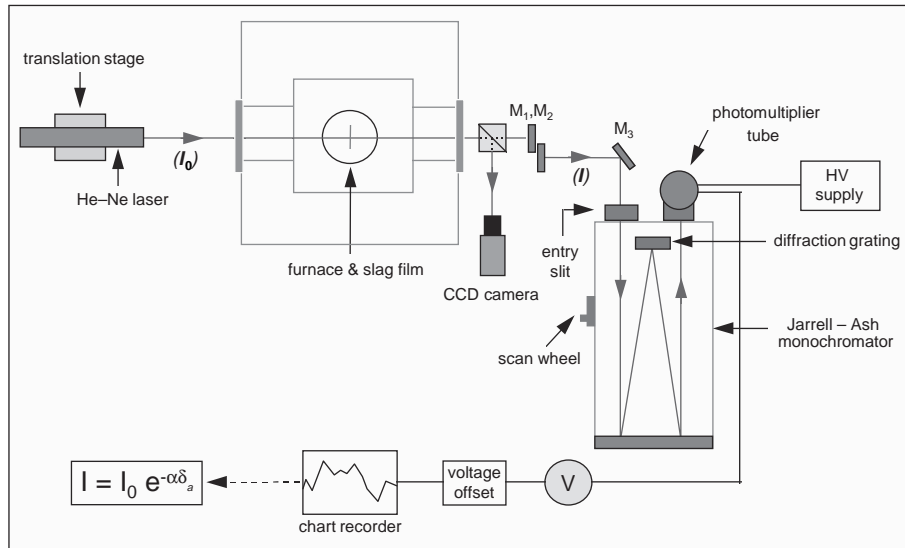 translation stage
(I₀)
He–Ne laser
furnace & slag film
CCD camera
M₁,M₂
(I)
M₃
photomultiplier
tube
HV
supply
entry
slit
diffraction grating
scan wheel
Jarrell – Ash
monochromator
I = I₀ e^-αδₐ
chart recorder
voltage
offset
V